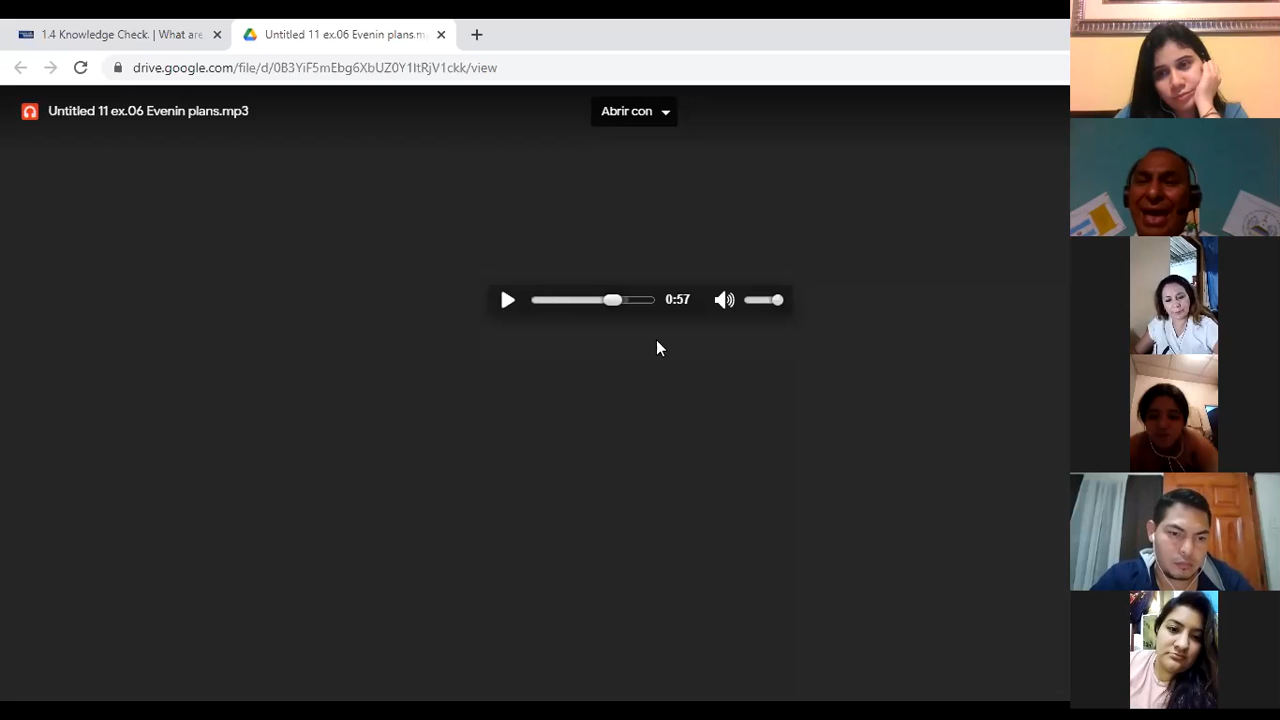 1.4 Knowledge Check. | What are
Untitled 11 ex.06 Evenin plans.m
drive.google.com/file/d/0B3YiF5mEbg6XbUZ0Y1ItRjV1ckk/view
Untitled 11 ex.06 Evenin plans.mp3
Abrir con
0:57